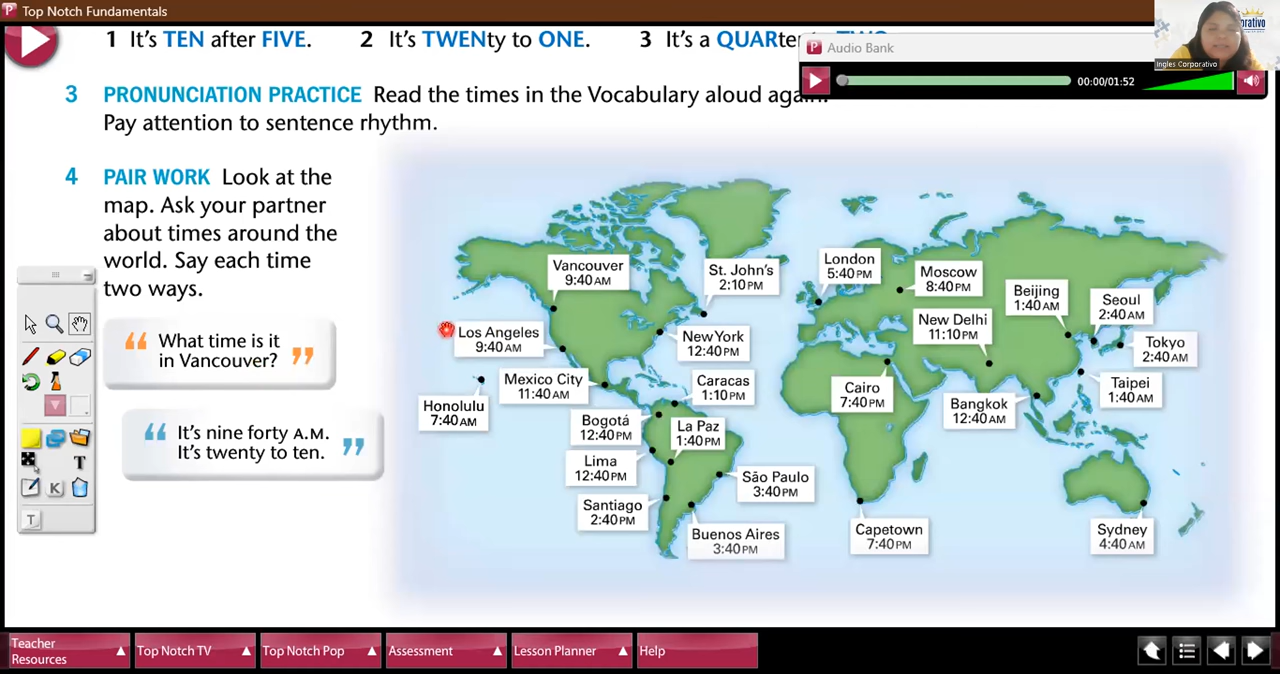 Top Notch Fundamentals
1 It's TEN after FIVE. 2 It's TWENty to ONE. 3 It's a QUARter
Audio Bank
00:00/01:52
Ingles Corporativo
3 PRONUNCIATION PRACTICE Read the times in the Vocabulary aloud again.
Pay attention to sentence rhythm.
4 PAIR WORK Look at the
map. Ask your partner
about times around the
world. Say each time
two ways.
“ What time is it
in Vancouver? ”
“ It's nine forty A.M.
It's twenty to ten. ”
Vancouver
9:40 AM
St. John's
2:10 PM
London
5:40 PM
Moscow
8:40 PM
Beijing
1:40 AM
Seoul
2:40 AM
Los Angeles
9:40 AM
New York
12:40 PM
New Delhi
11:10 PM
Tokyo
2:40 AM
Honolulu
7:40 AM
Mexico City
11:40 AM
Caracas
1:10 PM
Cairo
7:40 PM
Bangkok
12:40 AM
Taipei
1:40 AM
Bogotá
12:40 PM
La Paz
1:40 PM
Lima
12:40 PM
São Paulo
3:40 PM
Santiago
2:40 PM
Buenos Aires
3:40 PM
Capetown
7:40 PM
Sydney
4:40 AM
T
K
T
Teacher
Resources
Top Notch TV
Top Notch Pop
Assessment
Lesson Planner
Help